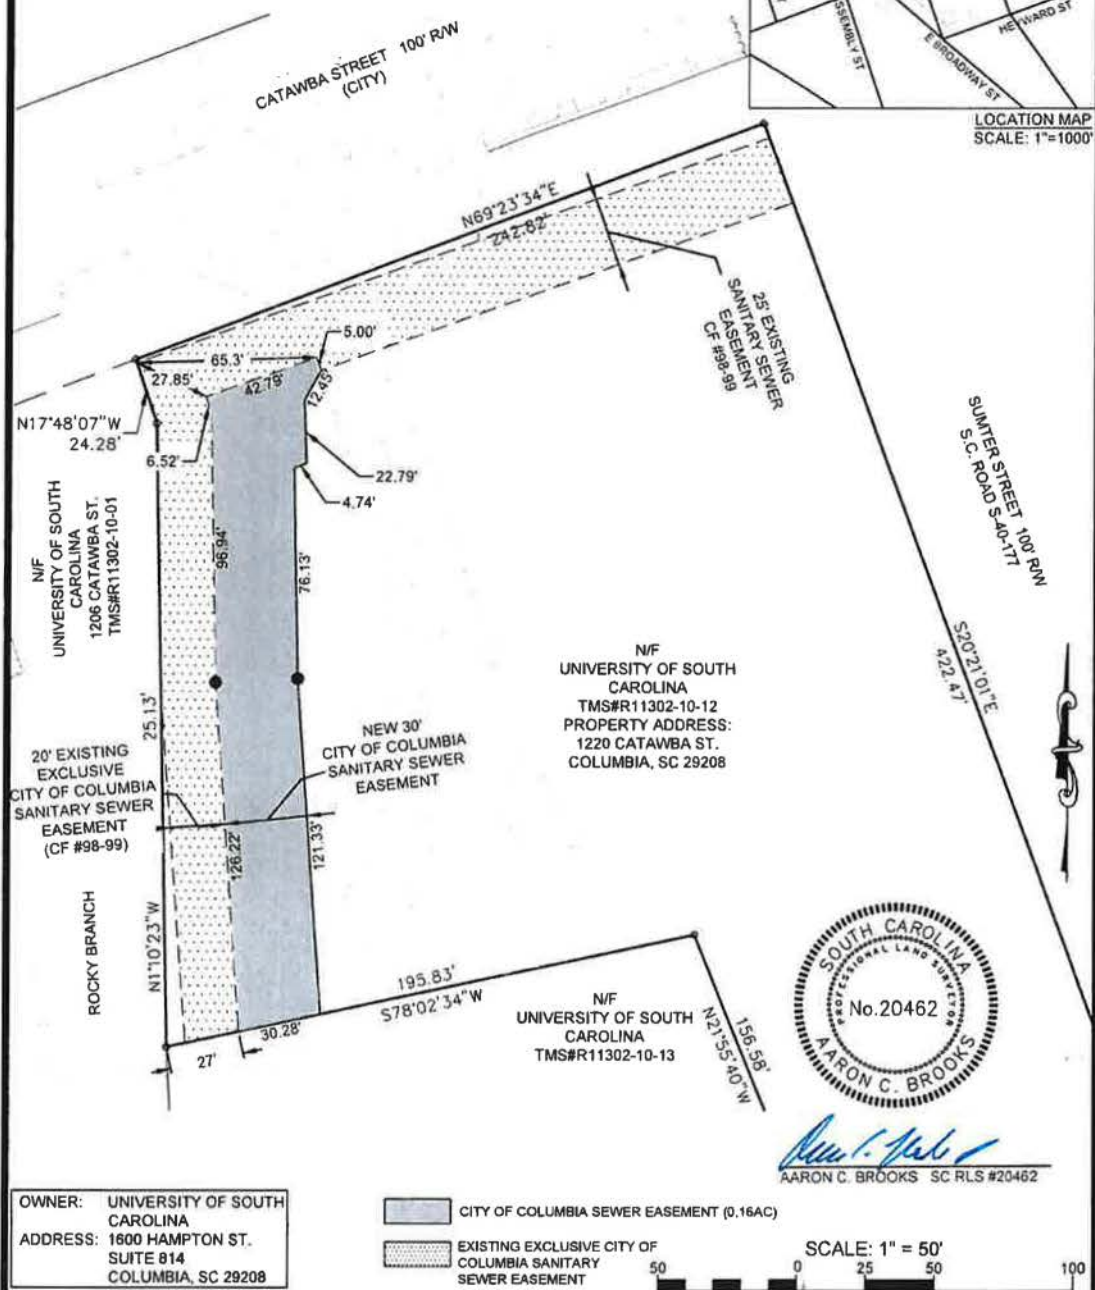 CATAWBA STREET 100' R/W
(CITY)
HEYWARD ST
E BROADWAY ST
LOCATION MAP
SCALE: 1"=1000'
N69°23'34"E
242.82'
25' EXISTING
SANITARY SEWER
EASEMENT
CF #98-99
5.00'
65.3'
27.85'
42.79'
12.45'
N17°48'07"W
24.28'
6.52'
22.79'
4.74'
N/F
UNIVERSITY OF SOUTH
CAROLINA
1206 CATAWBA ST.
TMS#R11302-10-01
96.94'
76.13'
SUMTER STREET 100' R/W
S.C. ROAD S-40-177
S20°21'01"E
422.47'
N/F
UNIVERSITY OF SOUTH
CAROLINA
TMS#R11302-10-12
PROPERTY ADDRESS:
1220 CATAWBA ST.
COLUMBIA, SC 29208
25.13'
NEW 30'
CITY OF COLUMBIA
SANITARY SEWER
EASEMENT
20' EXISTING
EXCLUSIVE
CITY OF COLUMBIA
SANITARY SEWER
EASEMENT
(CF #98-99)
126.22'
121.33'
ROCKY BRANCH
N1°10'23"W
195.83'
S78°02'34"W
30.28'
27'
N/F
UNIVERSITY OF SOUTH
CAROLINA
TMS#R11302-10-13
156.58'
N21°55'40"W
SOUTH CAROLINA
PROFESSIONAL LAND SURVEYOR
No.20462
AARON C. BROOKS
AARON C. BROOKS SC RLS #20462
OWNER: UNIVERSITY OF SOUTH
CAROLINA
ADDRESS: 1600 HAMPTON ST.
SUITE 814
COLUMBIA, SC 29208
CITY OF COLUMBIA SEWER EASEMENT (0.16AC)
EXISTING EXCLUSIVE CITY OF
COLUMBIA SANITARY
SEWER EASEMENT
SCALE: 1" = 50'
50 0 25 50 100